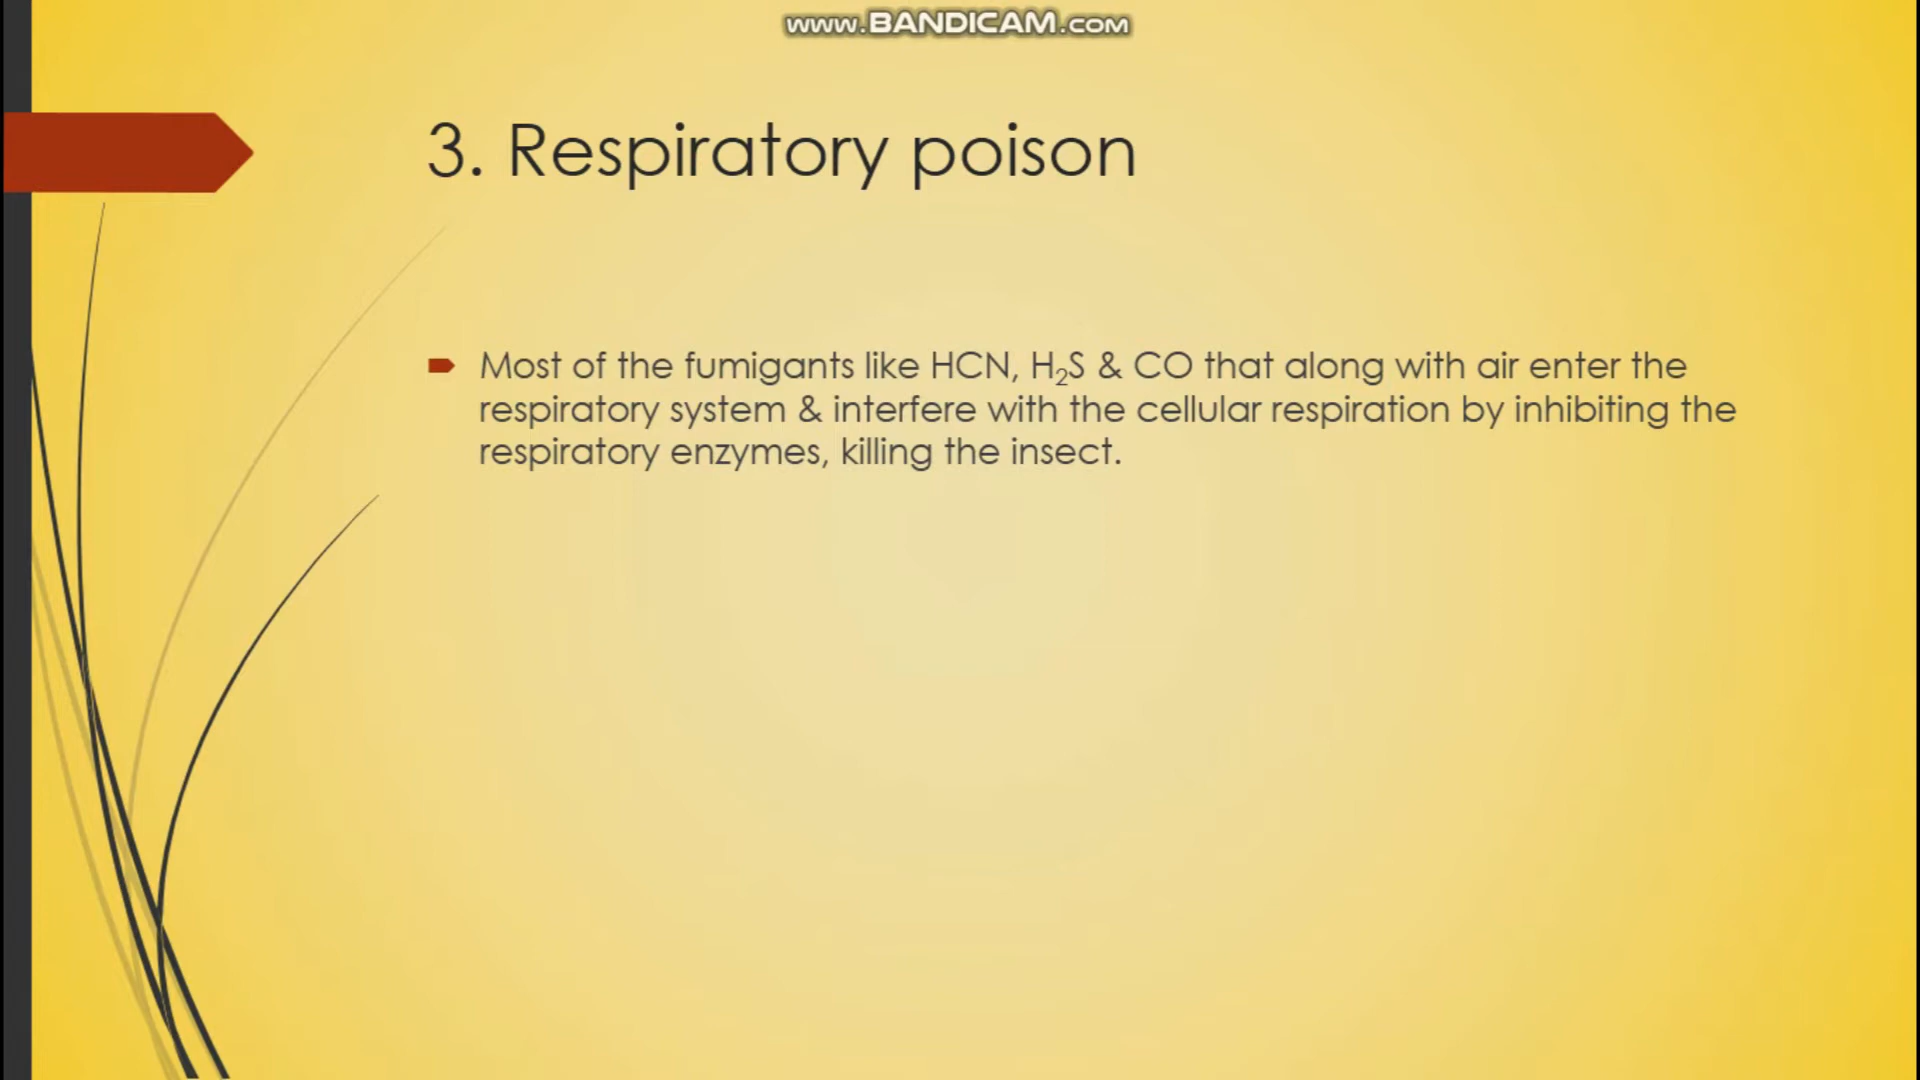 www.BANDICAM.COM
3. Respiratory poison
Most of the fumigants like HCN, H₂S & CO that along with air enter the
respiratory system & interfere with the cellular respiration by inhibiting the
respiratory enzymes, killing the insect.